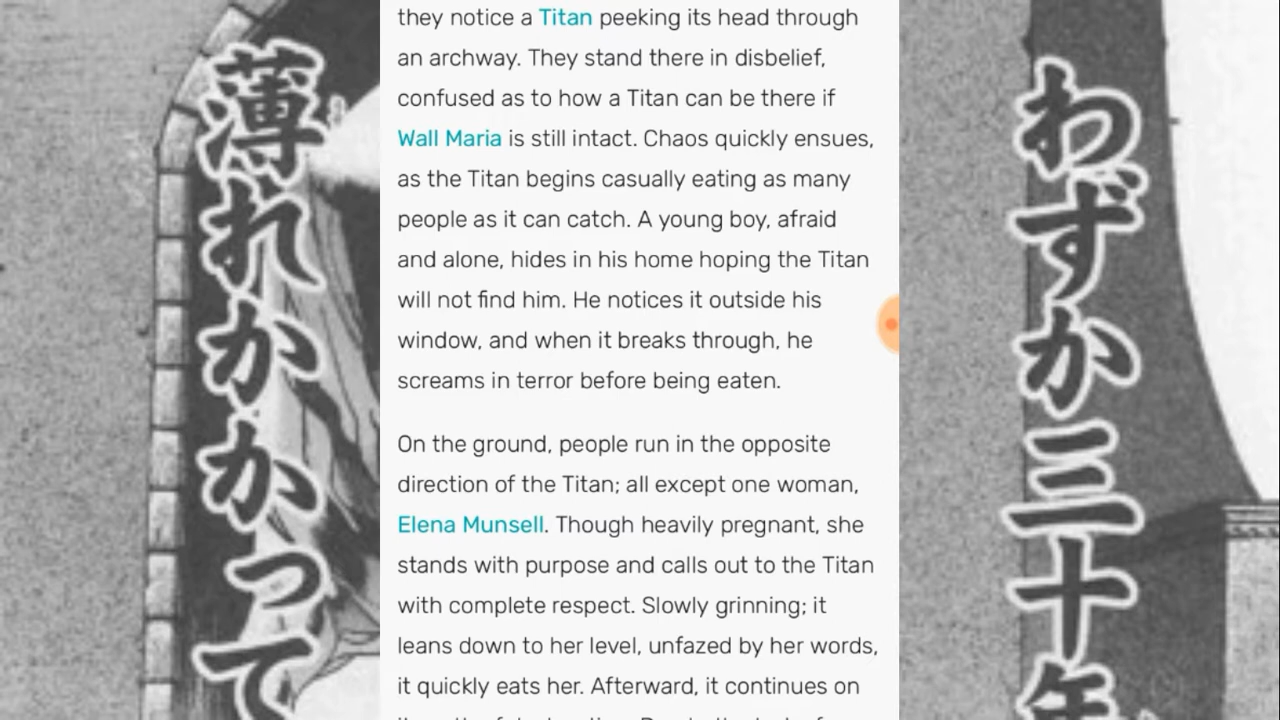 薄れかかって
they notice a Titan peeking its head through
an archway. They stand there in disbelief,
confused as to how a Titan can be there if
Wall Maria is still intact. Chaos quickly ensues,
as the Titan begins casually eating as many
people as it can catch. A young boy, afraid
and alone, hides in his home hoping the Titan
will not find him. He notices it outside his
window, and when it breaks through, he
screams in terror before being eaten.
On the ground, people run in the opposite
direction of the Titan; all except one woman,
Elena Munsell. Though heavily pregnant, she
stands with purpose and calls out to the Titan
with complete respect. Slowly grinning; it
leans down to her level, unfazed by her words,
it quickly eats her. Afterward, it continues on
わずか三十年